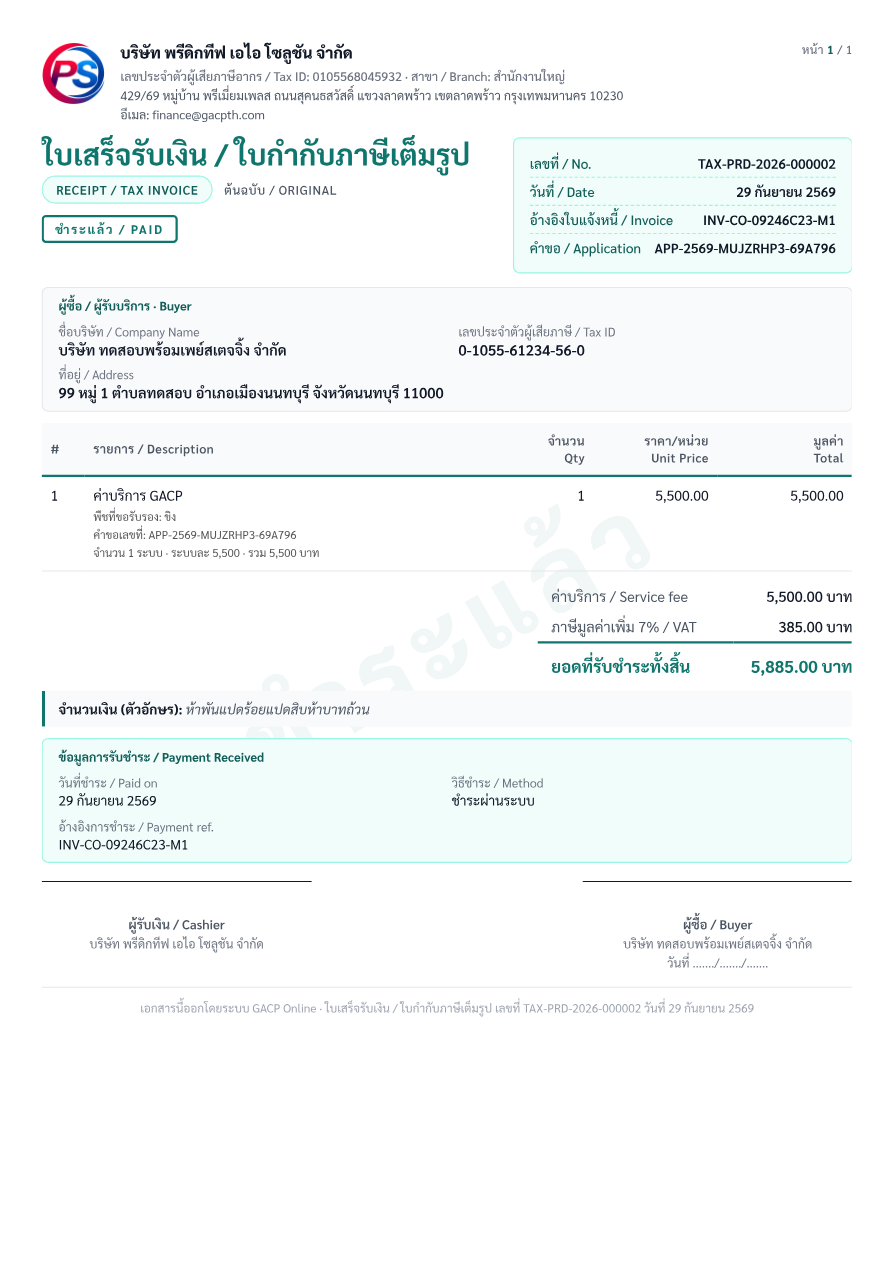 PS
บริษัท พรีดิกทีฟ เอไอ โซลูชัน จำกัด
หน้า 1 / 1
เลขประจำตัวผู้เสียภาษีอากร / Tax ID: 0105568045932 · สาขา / Branch: สำนักงานใหญ่
429/69 หมู่บ้าน พรีเมี่ยมเพลส ถนนสุคนธสวัสดิ์ แขวงลาดพร้าว เขตลาดพร้าว กรุงเทพมหานคร 10230
อีเมล: finance@gacpth.com
ใบเสร็จรับเงิน / ใบกำกับภาษีเต็มรูป
RECEIPT / TAX INVOICE ต้นฉบับ / ORIGINAL
ชำระแล้ว / PAID
เลขที่ / No. TAX-PRD-2026-000002
วันที่ / Date 29 กันยายน 2569
อ้างอิงใบแจ้งหนี้ / Invoice INV-CO-09246C23-M1
คำขอ / Application APP-2569-MUJZRHP3-69A796
ผู้ซื้อ / ผู้รับบริการ · Buyer
ชื่อบริษัท / Company Name เลขประจำตัวผู้เสียภาษี / Tax ID
บริษัท ทดสอบพร้อมเพย์สเตจจิ้ง จำกัด 0-1055-61234-56-0
ที่อยู่ / Address
99 หมู่ 1 ตำบลทดสอบ อำเภอเมืองนนทบุรี จังหวัดนนทบุรี 11000
# รายการ / Description จำนวน Qty ราคา/หน่วย Unit Price มูลค่า Total
1 ค่าบริการ GACP 1 5,500.00 5,500.00
พืชที่ขอรับรอง: ขิง
คำขอเลขที่: APP-2569-MUJZRHP3-69A796
จำนวน 1 ระบบ · ระบบละ 5,500 · รวม 5,500 บาท
ชำระแล้ว
ค่าบริการ / Service fee 5,500.00 บาท
ภาษีมูลค่าเพิ่ม 7% / VAT 385.00 บาท
ยอดที่รับชำระทั้งสิ้น 5,885.00 บาท
จำนวนเงิน (ตัวอักษร): ห้าพันแปดร้อยแปดสิบห้าบาทถ้วน
ข้อมูลการรับชำระ / Payment Received
วันที่ชำระ / Paid on วิธีชำระ / Method
29 กันยายน 2569 ชำระผ่านระบบ
อ้างอิงการชำระ / Payment ref.
INV-CO-09246C23-M1
ผู้รับเงิน / Cashier ผู้ซื้อ / Buyer
บริษัท พรีดิกทีฟ เอไอ โซลูชัน จำกัด บริษัท ทดสอบพร้อมเพย์สเตจจิ้ง จำกัด
วันที่ ......./......./.......
เอกสารนี้ออกโดยระบบ GACP Online · ใบเสร็จรับเงิน / ใบกำกับภาษีเต็มรูป เลขที่ TAX-PRD-2026-000002 วันที่ 29 กันยายน 2569